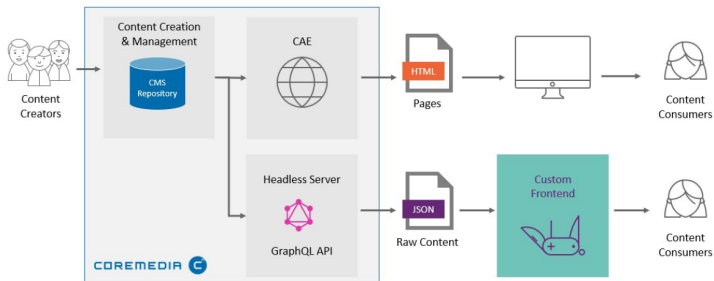 Content Creation
& Management
CMS
Repository
Content
Creators
CAE
HTML
Pages
Content
Consumers
Headless Server
GraphQL API
JSON
Raw Content
Custom
Frontend
Content
Consumers
COREMEDIA C